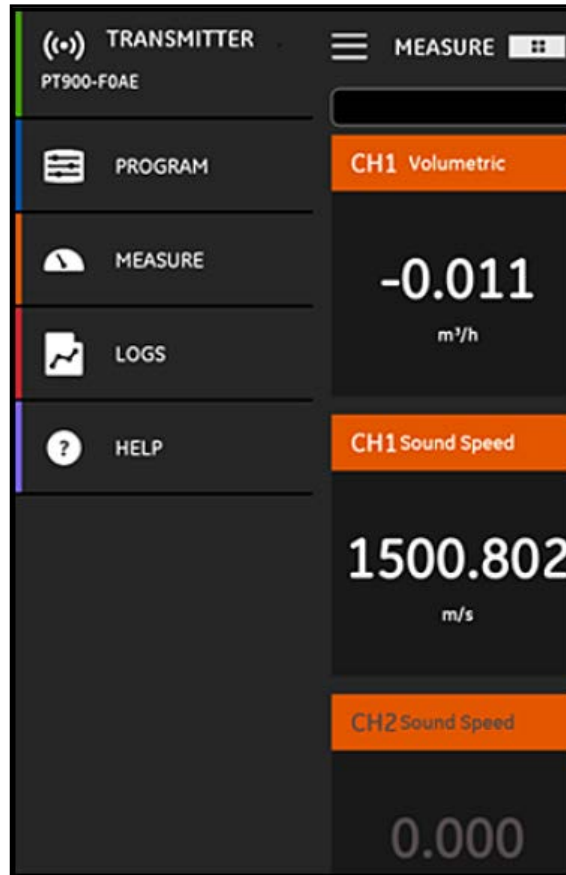 TRANSMITTER
PT900-F0AE
PROGRAM
MEASURE
LOGS
HELP
MEASURE
CH1 Volumetric
-0.011
m³/h
CH1 Sound Speed
1500.802
m/s
CH2 Sound Speed
0.000